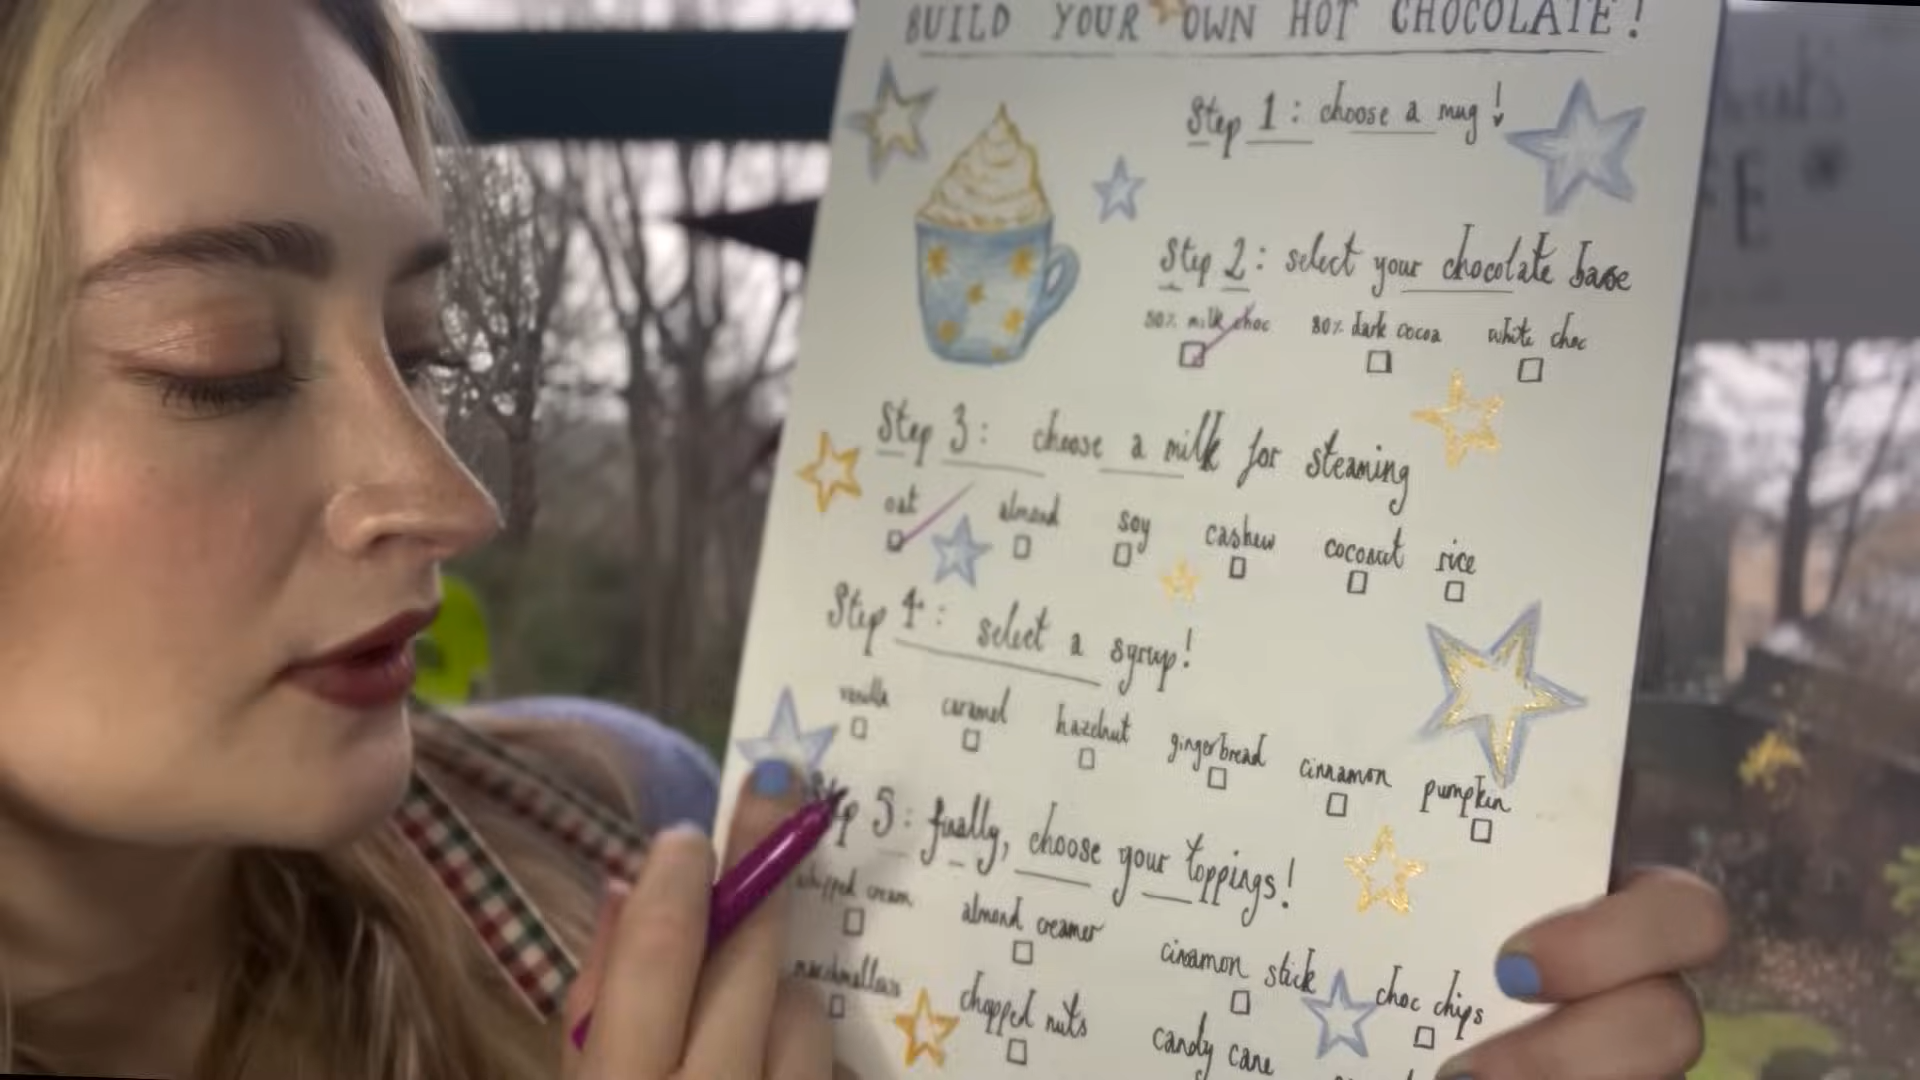 BUILD YOUR OWN HOT CHOCOLATE!
Step 1: choose a mug!
Step 2: select your chocolate base
50% milk choc 80% dark cocoa white choc
Step 3: choose a milk for steaming
oat almond soy cashew coconut rice
Step 4: select a syrup!
vanilla caramel hazelnut gingerbread cinnamon pumpkin
Step 5: finally, choose your toppings!
whipped cream almond creamer cinnamon stick choc chips
marshmallows chopped nuts candy cane